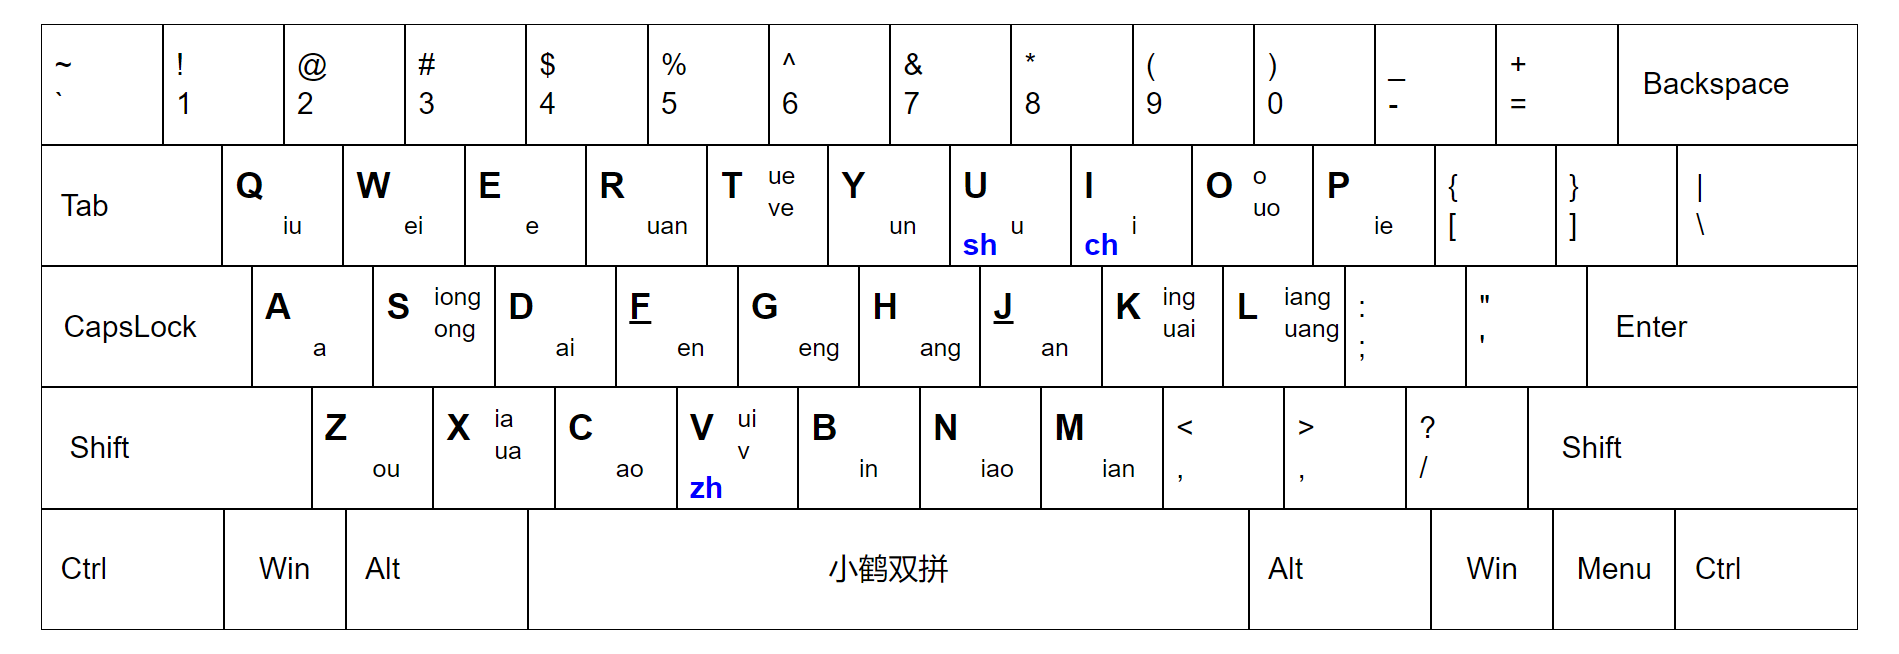 ~ ! @ # $ % ^ & * ( ) _ + Backspace
` 1 2 3 4 5 6 7 8 9 0 - =
Tab Q W E R T ue Y U I O o P { } |
ve uo
iu ei e uan un u i ie [ ] \
sh ch
CapsLock A S iong D F G H J K ing L iang : " Enter
ong uai uang
a ai en eng ang an ; '
Shift Z X ia C V ui B N M < > ? Shift
ua v
ou ao in iao ian , , /
zh
Ctrl Win Alt 小鹤双拼 Alt Win Menu Ctrl